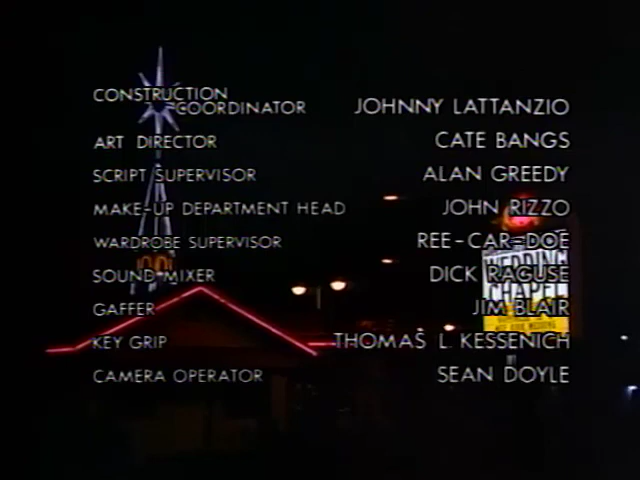 CONSTRUCTION
COORDINATOR JOHNNY LATTANZIO
ART DIRECTOR CATE BANGS
SCRIPT SUPERVISOR ALAN GREEDY
MAKE-UP DEPARTMENT HEAD JOHN RIZZO
WARDROBE SUPERVISOR REE-CAR-DOE
SOUND MIXER DICK RAGUSE
GAFFER JIM BLAIR
KEY GRIP THOMAS L. KESSENICH
CAMERA OPERATOR SEAN DOYLE
WEDDING
CHAPEL